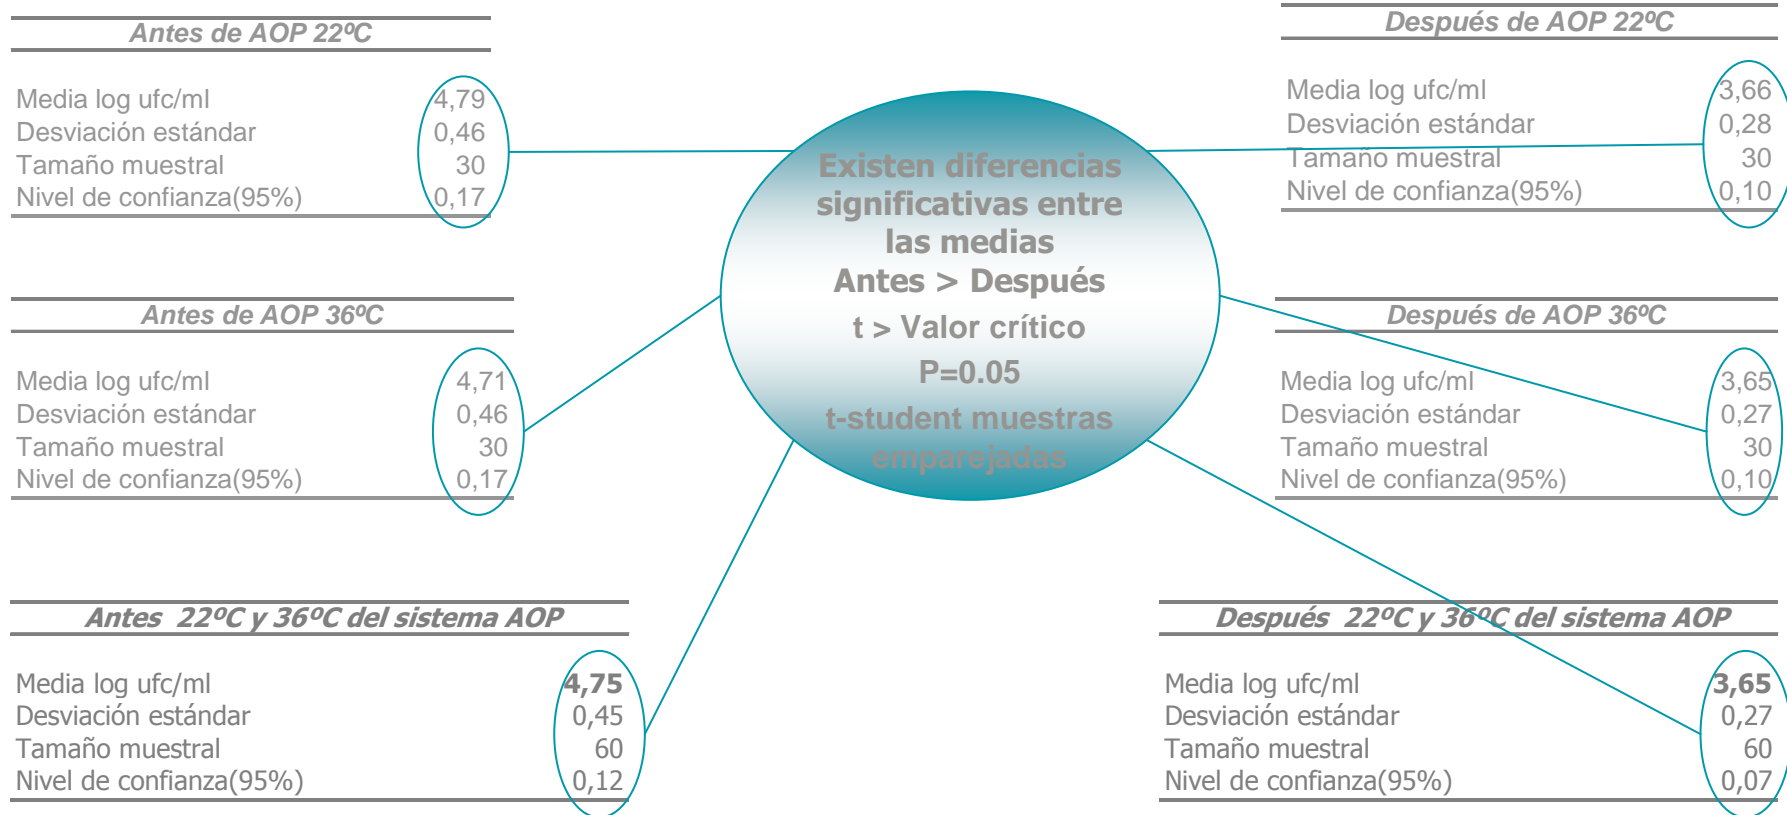 Antes de AOP 22ºC
Media log ufc/ml 4,79
Desviación estándar 0,46
Tamaño muestral 30
Nivel de confianza(95%) 0,17
Después de AOP 22ºC
Media log ufc/ml 3,66
Desviación estándar 0,28
Tamaño muestral 30
Nivel de confianza(95%) 0,10
Existen diferencias
significativas entre
las medias
Antes > Después
t > Valor crítico
P=0.05
t-student muestras
emparejadas
Antes de AOP 36ºC
Media log ufc/ml 4,71
Desviación estándar 0,46
Tamaño muestral 30
Nivel de confianza(95%) 0,17
Después de AOP 36ºC
Media log ufc/ml 3,65
Desviación estándar 0,27
Tamaño muestral 30
Nivel de confianza(95%) 0,10
Antes 22ºC y 36ºC del sistema AOP
Media log ufc/ml 4,75
Desviación estándar 0,45
Tamaño muestral 60
Nivel de confianza(95%) 0,12
Después 22ºC y 36ºC del sistema AOP
Media log ufc/ml 3,65
Desviación estándar 0,27
Tamaño muestral 60
Nivel de confianza(95%) 0,07